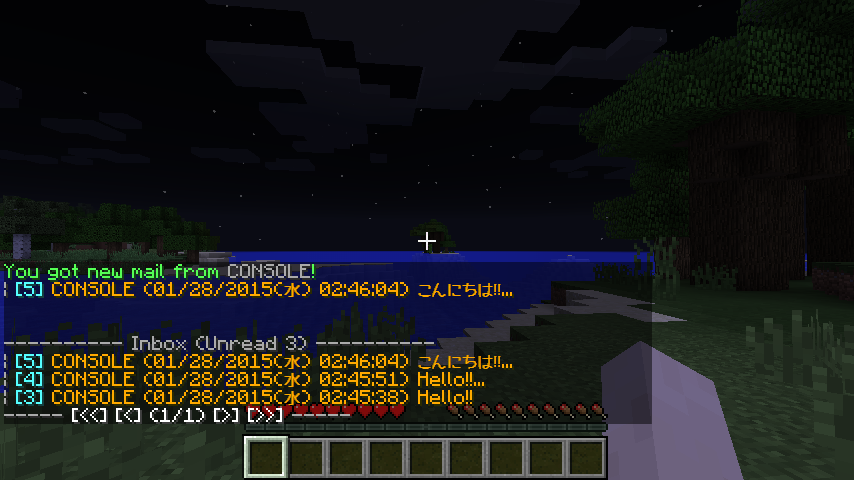 You got new mail from CONSOLE!
¦ [5] CONSOLE (01/28/2015(水) 02:46:04) こんにちは!!...
---------- Inbox (Unread 3) ----------
¦ [5] CONSOLE (01/28/2015(水) 02:46:04) こんにちは!!...
¦ [4] CONSOLE (01/28/2015(水) 02:45:51) Hello!!...
¦ [3] CONSOLE (01/28/2015(水) 02:45:38) Hello!!
----- [<<] [<] (1/1) [>] [>>] -----